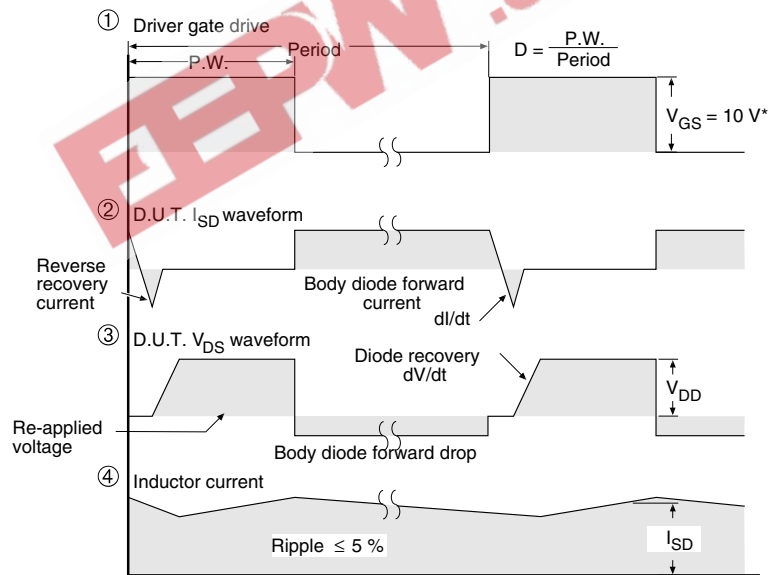 ① Driver gate drive
Period
P.W.
D = P.W. / Period
VGS = 10 V*
② D.U.T. ISD waveform
Reverse
recovery
current
Body diode forward
current
dI/dt
③ D.U.T. VDS waveform
Diode recovery
dV/dt
VDD
Re-applied
voltage
Body diode forward drop
④ Inductor current
Ripple ≤ 5 %
ISD
EEPW.